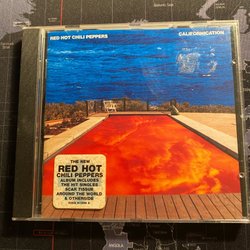 RED HOT CHILI PEPPERS
CALIFORNICATION
THE NEW
RED HOT
CHILI PEPPERS
ALBUM INCLUDES
THE HIT SINGLES
SCAR TISSUE
AROUND THE WORLD
& OTHERSIDE
ANGOLA